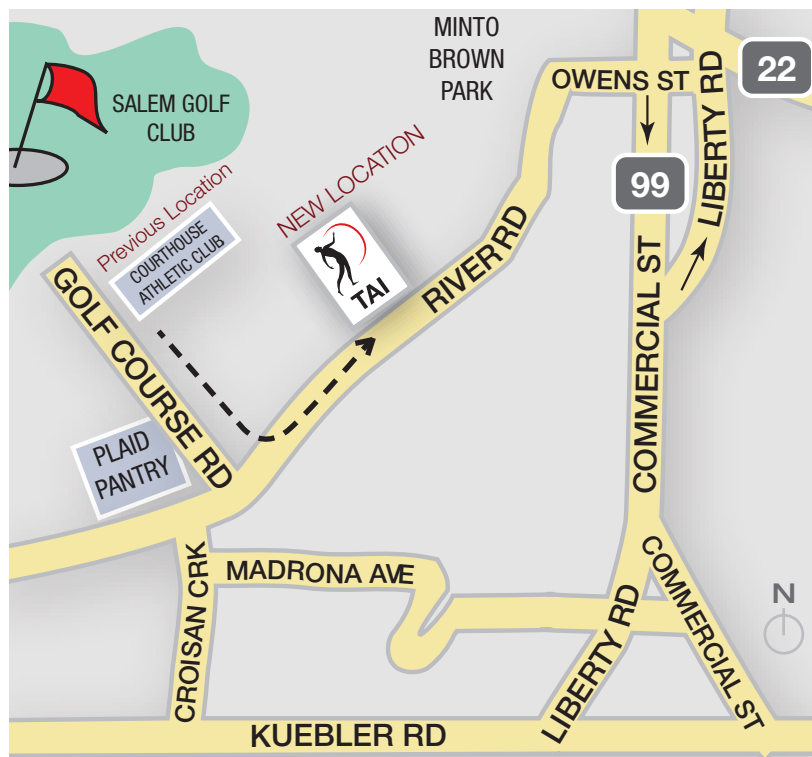 MINTO
BROWN
PARK
OWENS ST
LIBERTY RD
22
SALEM GOLF
CLUB
99
Previous Location
NEW LOCATION
COURTHOUSE
ATHLETIC CLUB
TAI
RIVER RD
GOLF COURSE RD
COMMERCIAL ST
PLAID
PANTRY
CROISAN CRK
MADRONA AVE
LIBERTY RD
COMMERCIAL ST
N
KUEBLER RD